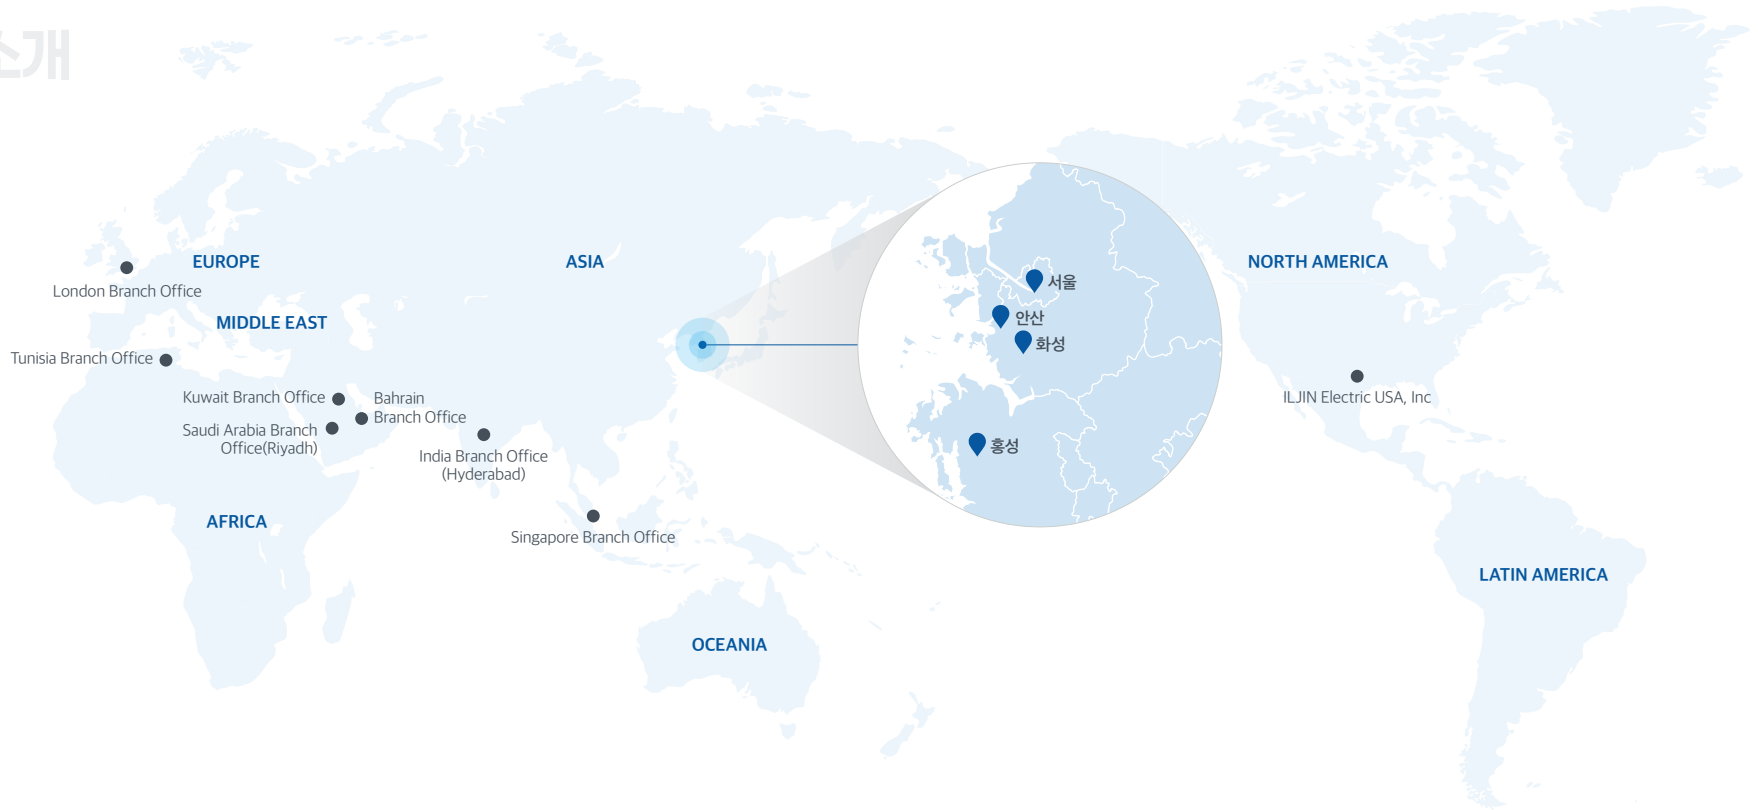 소개
EUROPE
ASIA
NORTH AMERICA
London Branch Office
MIDDLE EAST
Tunisia Branch Office
Kuwait Branch Office
Bahrain
Branch Office
Saudi Arabia Branch
Office(Riyadh)
India Branch Office
(Hyderabad)
AFRICA
Singapore Branch Office
OCEANIA
서울
안산
화성
홍성
ILJIN Electric USA, Inc
LATIN AMERICA